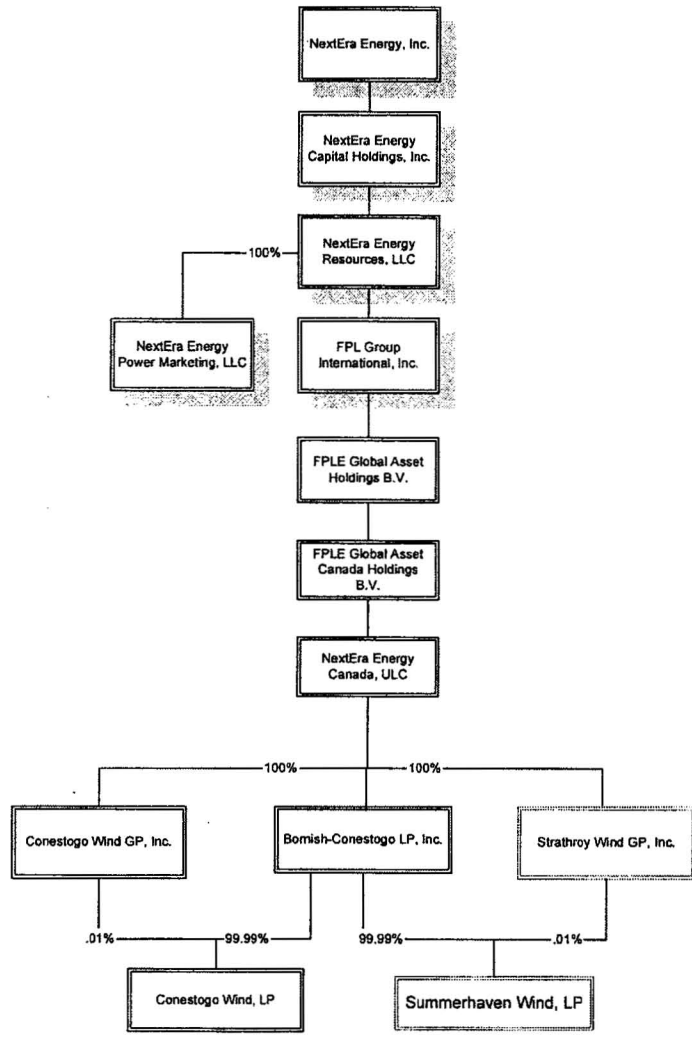 NextEra Energy, Inc.
NextEra Energy
Capital Holdings, Inc.
NextEra Energy
Resources, LLC
100%
NextEra Energy
Power Marketing, LLC
FPL Group
International, Inc.
FPLE Global Asset
Holdings B.V.
FPLE Global Asset
Canada Holdings
B.V.
NextEra Energy
Canada, ULC
100%
100%
Conestogo Wind GP, Inc.
Bornish-Conestogo LP, Inc.
Strathroy Wind GP, Inc.
.01%
99.99%
99.99%
.01%
Conestogo Wind, LP
Summerhaven Wind, LP